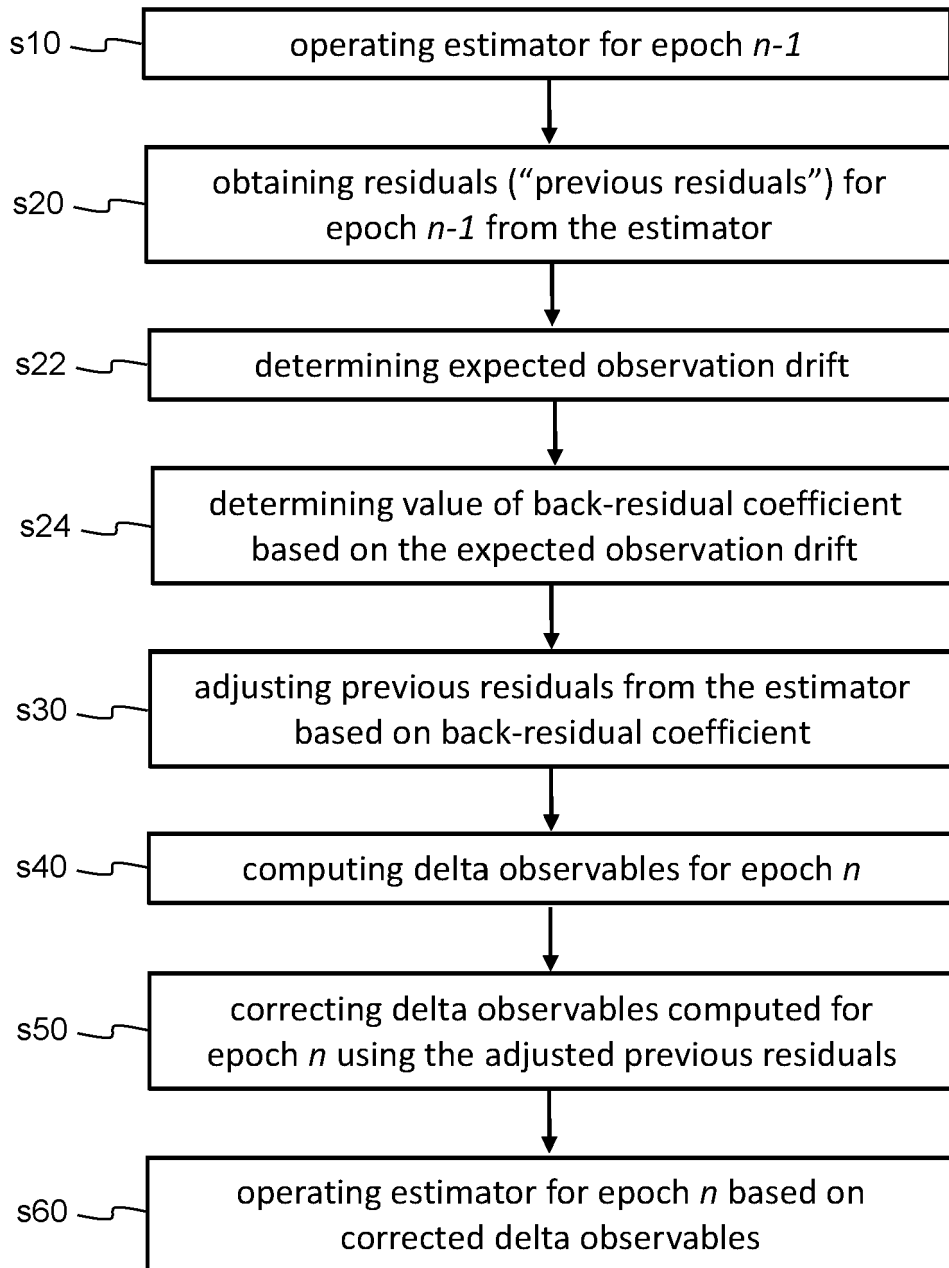 s10
operating estimator for epoch n-1
s20
obtaining residuals (“previous residuals”) for
epoch n-1 from the estimator
s22
determining expected observation drift
s24
determining value of back-residual coefficient
based on the expected observation drift
s30
adjusting previous residuals from the estimator
based on back-residual coefficient
s40
computing delta observables for epoch n
s50
correcting delta observables computed for
epoch n using the adjusted previous residuals
s60
operating estimator for epoch n based on
corrected delta observables